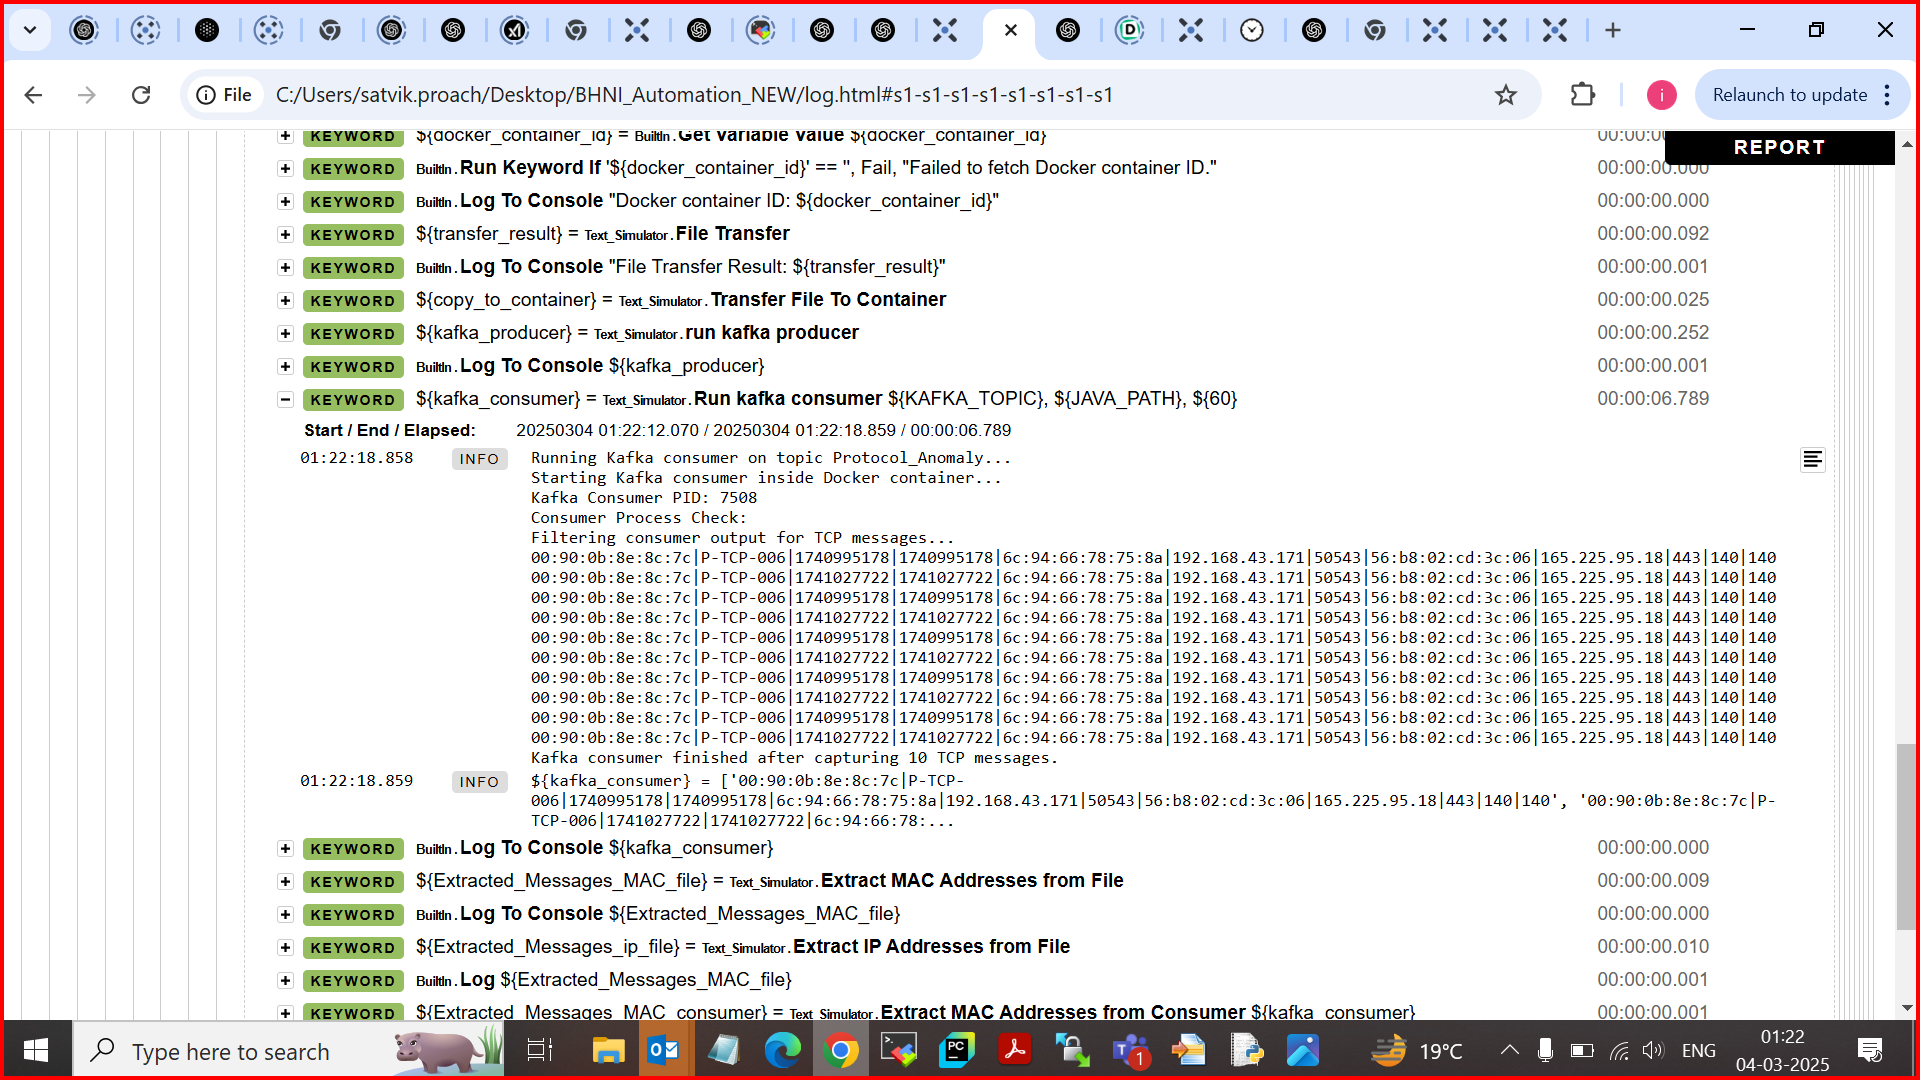 File C:/Users/satvik.proach/Desktop/BHNI_Automation_NEW/log.html#s1-s1-s1-s1-s1-s1-s1-s1 Relaunch to update
KEYWORD ${docker_container_id} = BuiltIn.Get Variable Value ${docker_container_id}
REPORT
KEYWORD BuiltIn.Run Keyword If '${docker_container_id}' == '', Fail, "Failed to fetch Docker container ID." 00:00:00.000
KEYWORD BuiltIn.Log To Console "Docker container ID: ${docker_container_id}" 00:00:00.000
KEYWORD ${transfer_result} = Text_Simulator.File Transfer 00:00:00.092
KEYWORD BuiltIn.Log To Console "File Transfer Result: ${transfer_result}" 00:00:00.001
KEYWORD ${copy_to_container} = Text_Simulator.Transfer File To Container 00:00:00.025
KEYWORD ${kafka_producer} = Text_Simulator.run kafka producer 00:00:00.252
KEYWORD BuiltIn.Log To Console ${kafka_producer} 00:00:00.001
KEYWORD ${kafka_consumer} = Text_Simulator.Run kafka consumer ${KAFKA_TOPIC}, ${JAVA_PATH}, ${60} 00:00:06.789
Start / End / Elapsed: 20250304 01:22:12.070 / 20250304 01:22:18.859 / 00:00:06.789
01:22:18.858 INFO Running Kafka consumer on topic Protocol_Anomaly...
Starting Kafka consumer inside Docker container...
Kafka Consumer PID: 7508
Consumer Process Check:
Filtering consumer output for TCP messages...
00:90:0b:8e:8c:7c|P-TCP-006|1740995178|1740995178|6c:94:66:78:75:8a|192.168.43.171|50543|56:b8:02:cd:3c:06|165.225.95.18|443|140|140
00:90:0b:8e:8c:7c|P-TCP-006|1741027722|1741027722|6c:94:66:78:75:8a|192.168.43.171|50543|56:b8:02:cd:3c:06|165.225.95.18|443|140|140
00:90:0b:8e:8c:7c|P-TCP-006|1740995178|1740995178|6c:94:66:78:75:8a|192.168.43.171|50543|56:b8:02:cd:3c:06|165.225.95.18|443|140|140
00:90:0b:8e:8c:7c|P-TCP-006|1741027722|1741027722|6c:94:66:78:75:8a|192.168.43.171|50543|56:b8:02:cd:3c:06|165.225.95.18|443|140|140
00:90:0b:8e:8c:7c|P-TCP-006|1740995178|1740995178|6c:94:66:78:75:8a|192.168.43.171|50543|56:b8:02:cd:3c:06|165.225.95.18|443|140|140
00:90:0b:8e:8c:7c|P-TCP-006|1741027722|1741027722|6c:94:66:78:75:8a|192.168.43.171|50543|56:b8:02:cd:3c:06|165.225.95.18|443|140|140
00:90:0b:8e:8c:7c|P-TCP-006|1740995178|1740995178|6c:94:66:78:75:8a|192.168.43.171|50543|56:b8:02:cd:3c:06|165.225.95.18|443|140|140
00:90:0b:8e:8c:7c|P-TCP-006|1741027722|1741027722|6c:94:66:78:75:8a|192.168.43.171|50543|56:b8:02:cd:3c:06|165.225.95.18|443|140|140
00:90:0b:8e:8c:7c|P-TCP-006|1740995178|1740995178|6c:94:66:78:75:8a|192.168.43.171|50543|56:b8:02:cd:3c:06|165.225.95.18|443|140|140
00:90:0b:8e:8c:7c|P-TCP-006|1741027722|1741027722|6c:94:66:78:75:8a|192.168.43.171|50543|56:b8:02:cd:3c:06|165.225.95.18|443|140|140
Kafka consumer finished after capturing 10 TCP messages.
01:22:18.859 INFO ${kafka_consumer} = ['00:90:0b:8e:8c:7c|P-TCP-
006|1740995178|1740995178|6c:94:66:78:75:8a|192.168.43.171|50543|56:b8:02:cd:3c:06|165.225.95.18|443|140|140', '00:90:0b:8e:8c:7c|P-
TCP-006|1741027722|1741027722|6c:94:66:78:...
KEYWORD BuiltIn.Log To Console ${kafka_consumer} 00:00:00.000
KEYWORD ${Extracted_Messages_MAC_file} = Text_Simulator.Extract MAC Addresses from File 00:00:00.009
KEYWORD BuiltIn.Log To Console ${Extracted_Messages_MAC_file} 00:00:00.000
KEYWORD ${Extracted_Messages_ip_file} = Text_Simulator.Extract IP Addresses from File 00:00:00.010
KEYWORD BuiltIn.Log ${Extracted_Messages_MAC_file} 00:00:00.001
KEYWORD ${Extracted_Messages_MAC_consumer} = Text_Simulator.Extract MAC Addresses from Consumer ${kafka_consumer} 00:00:00.001
Type here to search 19°C ENG 01:22
04-03-2025